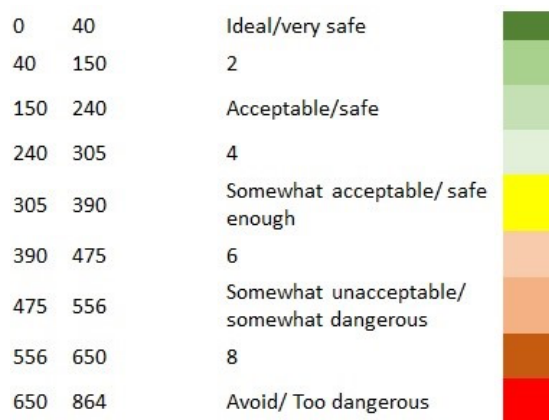 0 40 Ideal/very safe
40 150 2
150 240 Acceptable/safe
240 305 4
305 390 Somewhat acceptable/ safe
enough
390 475 6
475 556 Somewhat unacceptable/
somewhat dangerous
556 650 8
650 864 Avoid/ Too dangerous